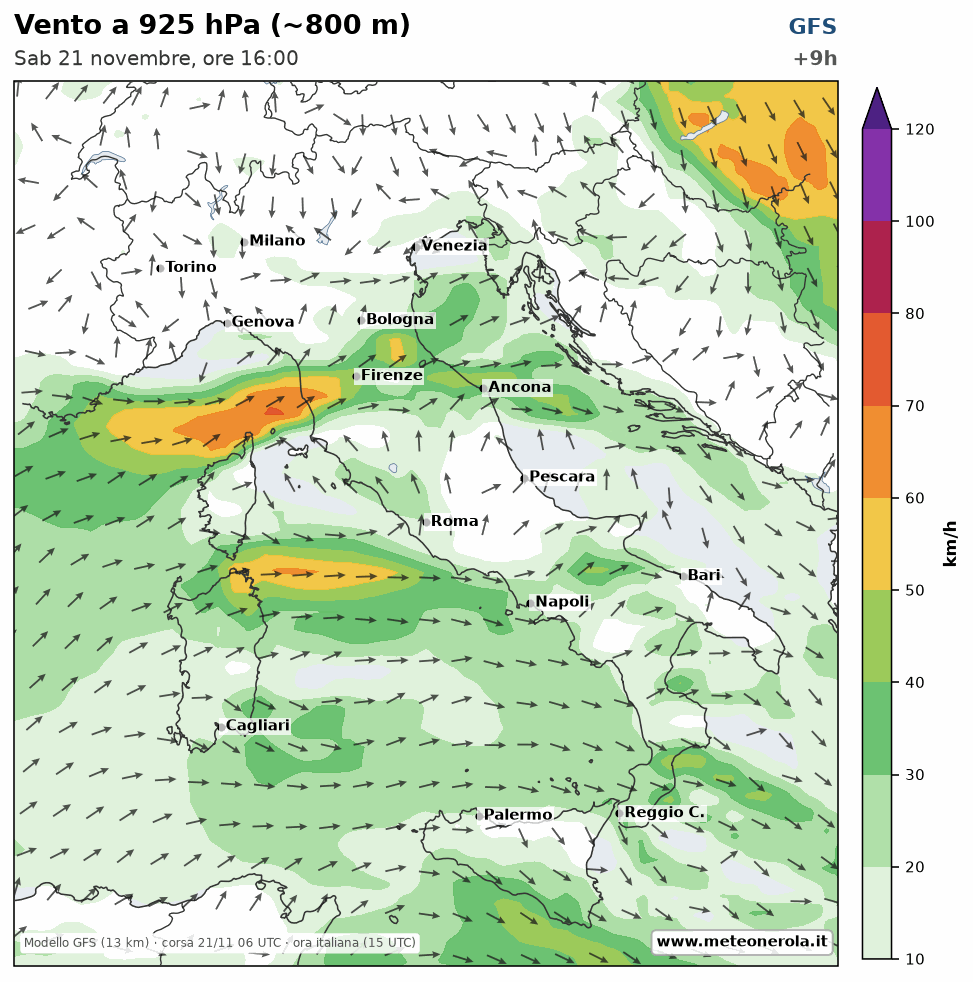 Vento a 925 hPa (~800 m)
GFS
Sab 21 novembre, ore 16:00
+9h
Milano
Venezia
Torino
Genova
Bologna
Firenze
Ancona
Pescara
Roma
Bari
Napoli
Cagliari
Palermo
Reggio C.
120
100
80
70
60
50
40
30
20
10
km/h
Modello GFS (13 km) · corsa 21/11 06 UTC · ora italiana (15 UTC)
www.meteonerola.it